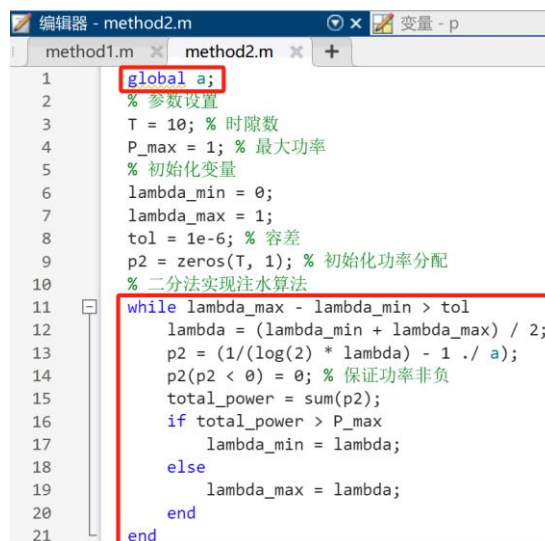 编辑器 - method2.m 变量 - p
method1.m method2.m +
1 global a;
2 % 参数设置
3 T = 10; % 时隙数
4 P_max = 1; % 最大功率
5 % 初始化变量
6 lambda_min = 0;
7 lambda_max = 1;
8 tol = 1e-6; % 容差
9 p2 = zeros(T, 1); % 初始化功率分配
10 % 二分法实现注水算法
11 while lambda_max - lambda_min > tol
12 lambda = (lambda_min + lambda_max) / 2;
13 p2 = (1/(log(2) * lambda) - 1 ./ a);
14 p2(p2 < 0) = 0; % 保证功率非负
15 total_power = sum(p2);
16 if total_power > P_max
17 lambda_min = lambda;
18 else
19 lambda_max = lambda;
20 end
21 end